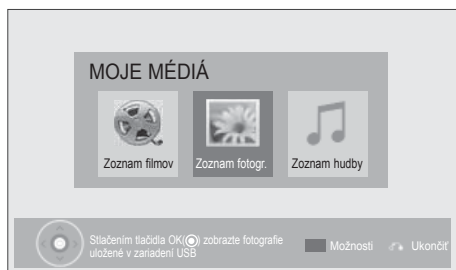 MOJE MÉDIÁ
Zoznam filmov
Zoznam fotogr.
Zoznam hudby
Stlačením tlačidla OK(◉) zobrazte fotografie
uložené v zariadení USB
Možnosti
Ukončiť